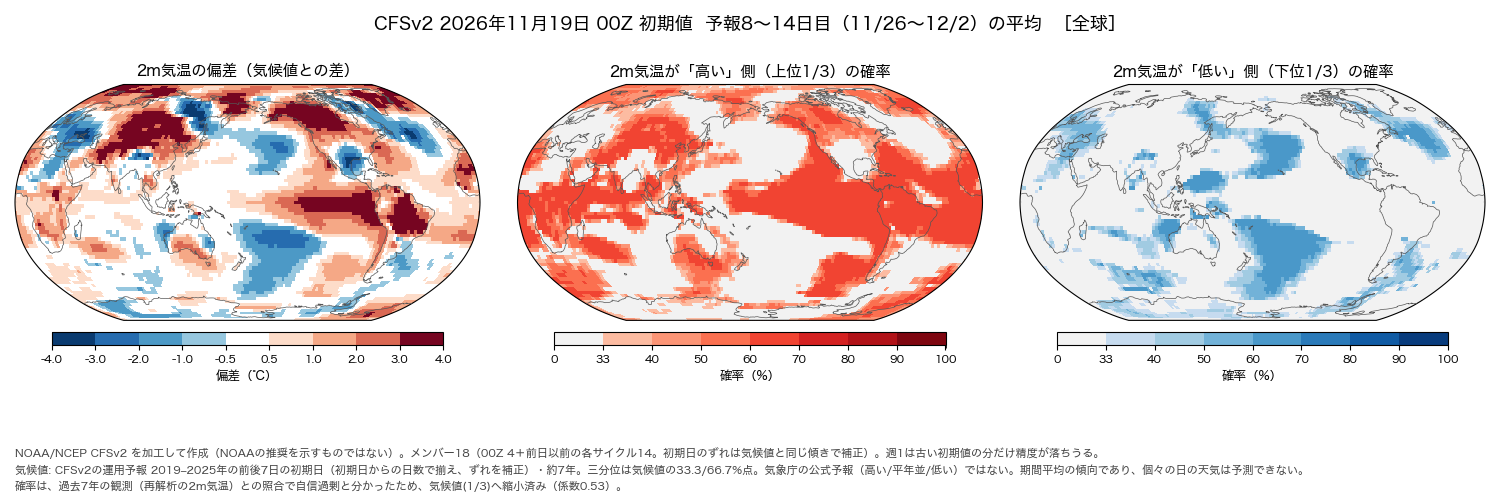 CFSv2 2026年11月19日 00Z 初期値 予報8～14日目（11/26～12/2）の平均 ［全球］
2m気温の偏差（気候値との差）
2m気温が「高い」側（上位1/3）の確率
2m気温が「低い」側（下位1/3）の確率
-4.0 -3.0 -2.0 -1.0 -0.5 0.5 1.0 2.0 3.0 4.0
偏差（℃）
0 33 40 50 60 70 80 90 100
確率（%）
0 33 40 50 60 70 80 90 100
確率（%）
NOAA/NCEP CFSv2 を加工して作成（NOAAの推奨を示すものではない）。メンバー18（00Z 4＋前日以前の各サイクル14。初期日のずれは気候値と同じ傾きで補正）。週1は古い初期値の分だけ精度が落ちうる。
気候値: CFSv2の運用予報 2019–2025年の前後7日の初期日（初期日からの日数で揃え、ずれを補正）・約7年。三分位は気候値の33.3/66.7%点。気象庁の公式予報（高い/平年並/低い）ではない。期間平均の傾向であり、個々の日の天気は予測できない。
確率は、過去7年の観測（再解析の2m気温）との照合で自信過剰と分かったため、気候値(1/3)へ縮小済み（係数0.53）。